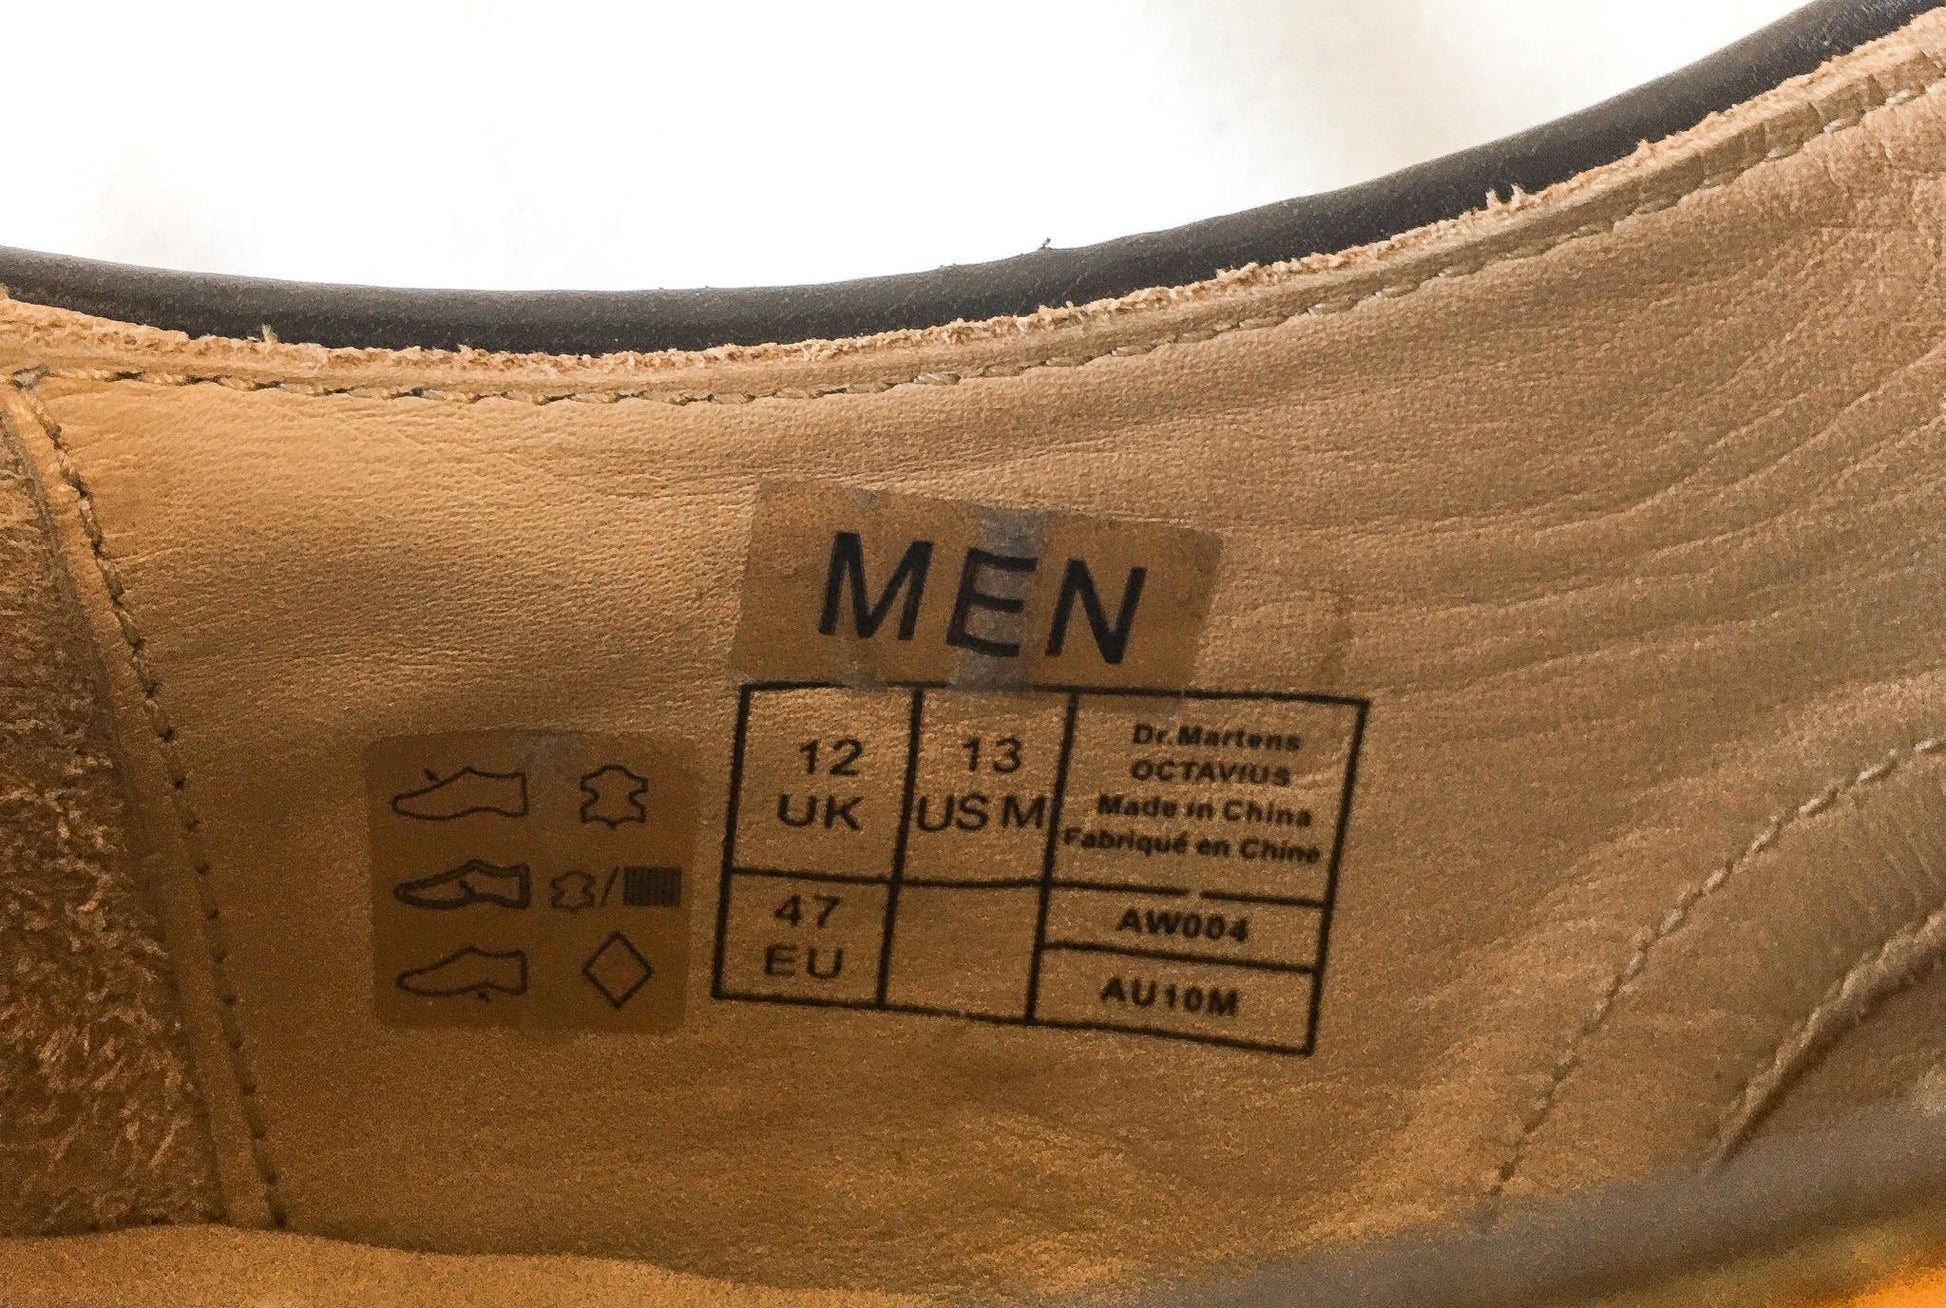 MEN
12
UK
13
US M
Dr.Martens
OCTAVIUS
Made in China
Fabriqué en Chine
47
EU
AW004
AU10M